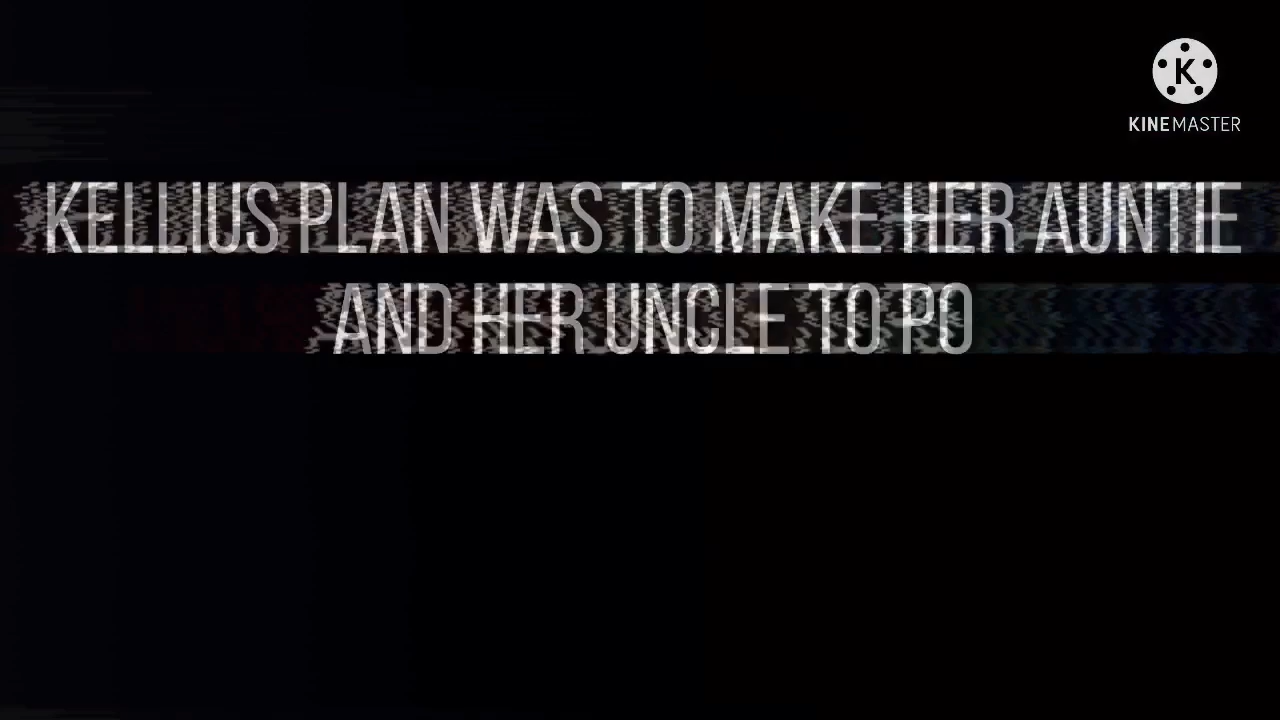 KINEMASTER
KELLIUS PLAN WAS TO MAKE HER AUNTIE
AND HER UNCLE TO PO